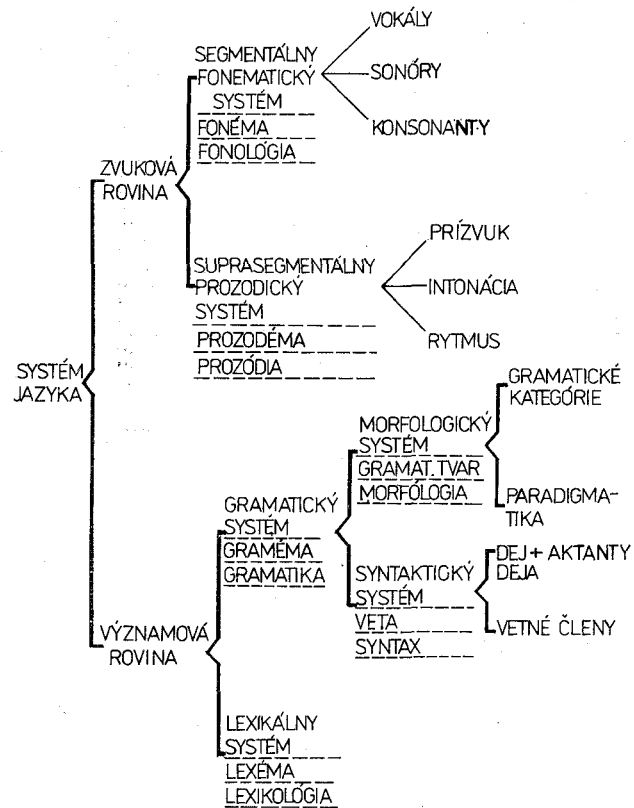 VOKÁLY
SEGMENTÁLNY
FONEMATICKÝ
SYSTÉM
FONÉMA
FONOLÓGIA
SONÓRY
KONSONANTY
ZVUKOVÁ
ROVINA
SUPRASEGMENTÁLNY
PROZODICKÝ
SYSTÉM
PROZODÉMA
PROZÓDIA
PRÍZVUK
INTONÁCIA
RYTMUS
SYSTÉM
JAZYKA
VÝZNAMOVÁ
ROVINA
GRAMATICKÝ
SYSTÉM
GRAMÉMA
GRAMATIKA
MORFOLOGICKÝ
SYSTÉM
GRAMAT. TVAR
MORFÓLOGIA
GRAMATICKÉ
KATEGÓRIE
PARADIGMA-
TIKA
SYNTAKTICKÝ
SYSTÉM
VETA
SYNTAX
DEJ + AKTANTY
DEJA
VETNÉ ČLENY
LEXIKÁLNY
SYSTÉM
LEXÉMA
LEXIKOLÓGIA